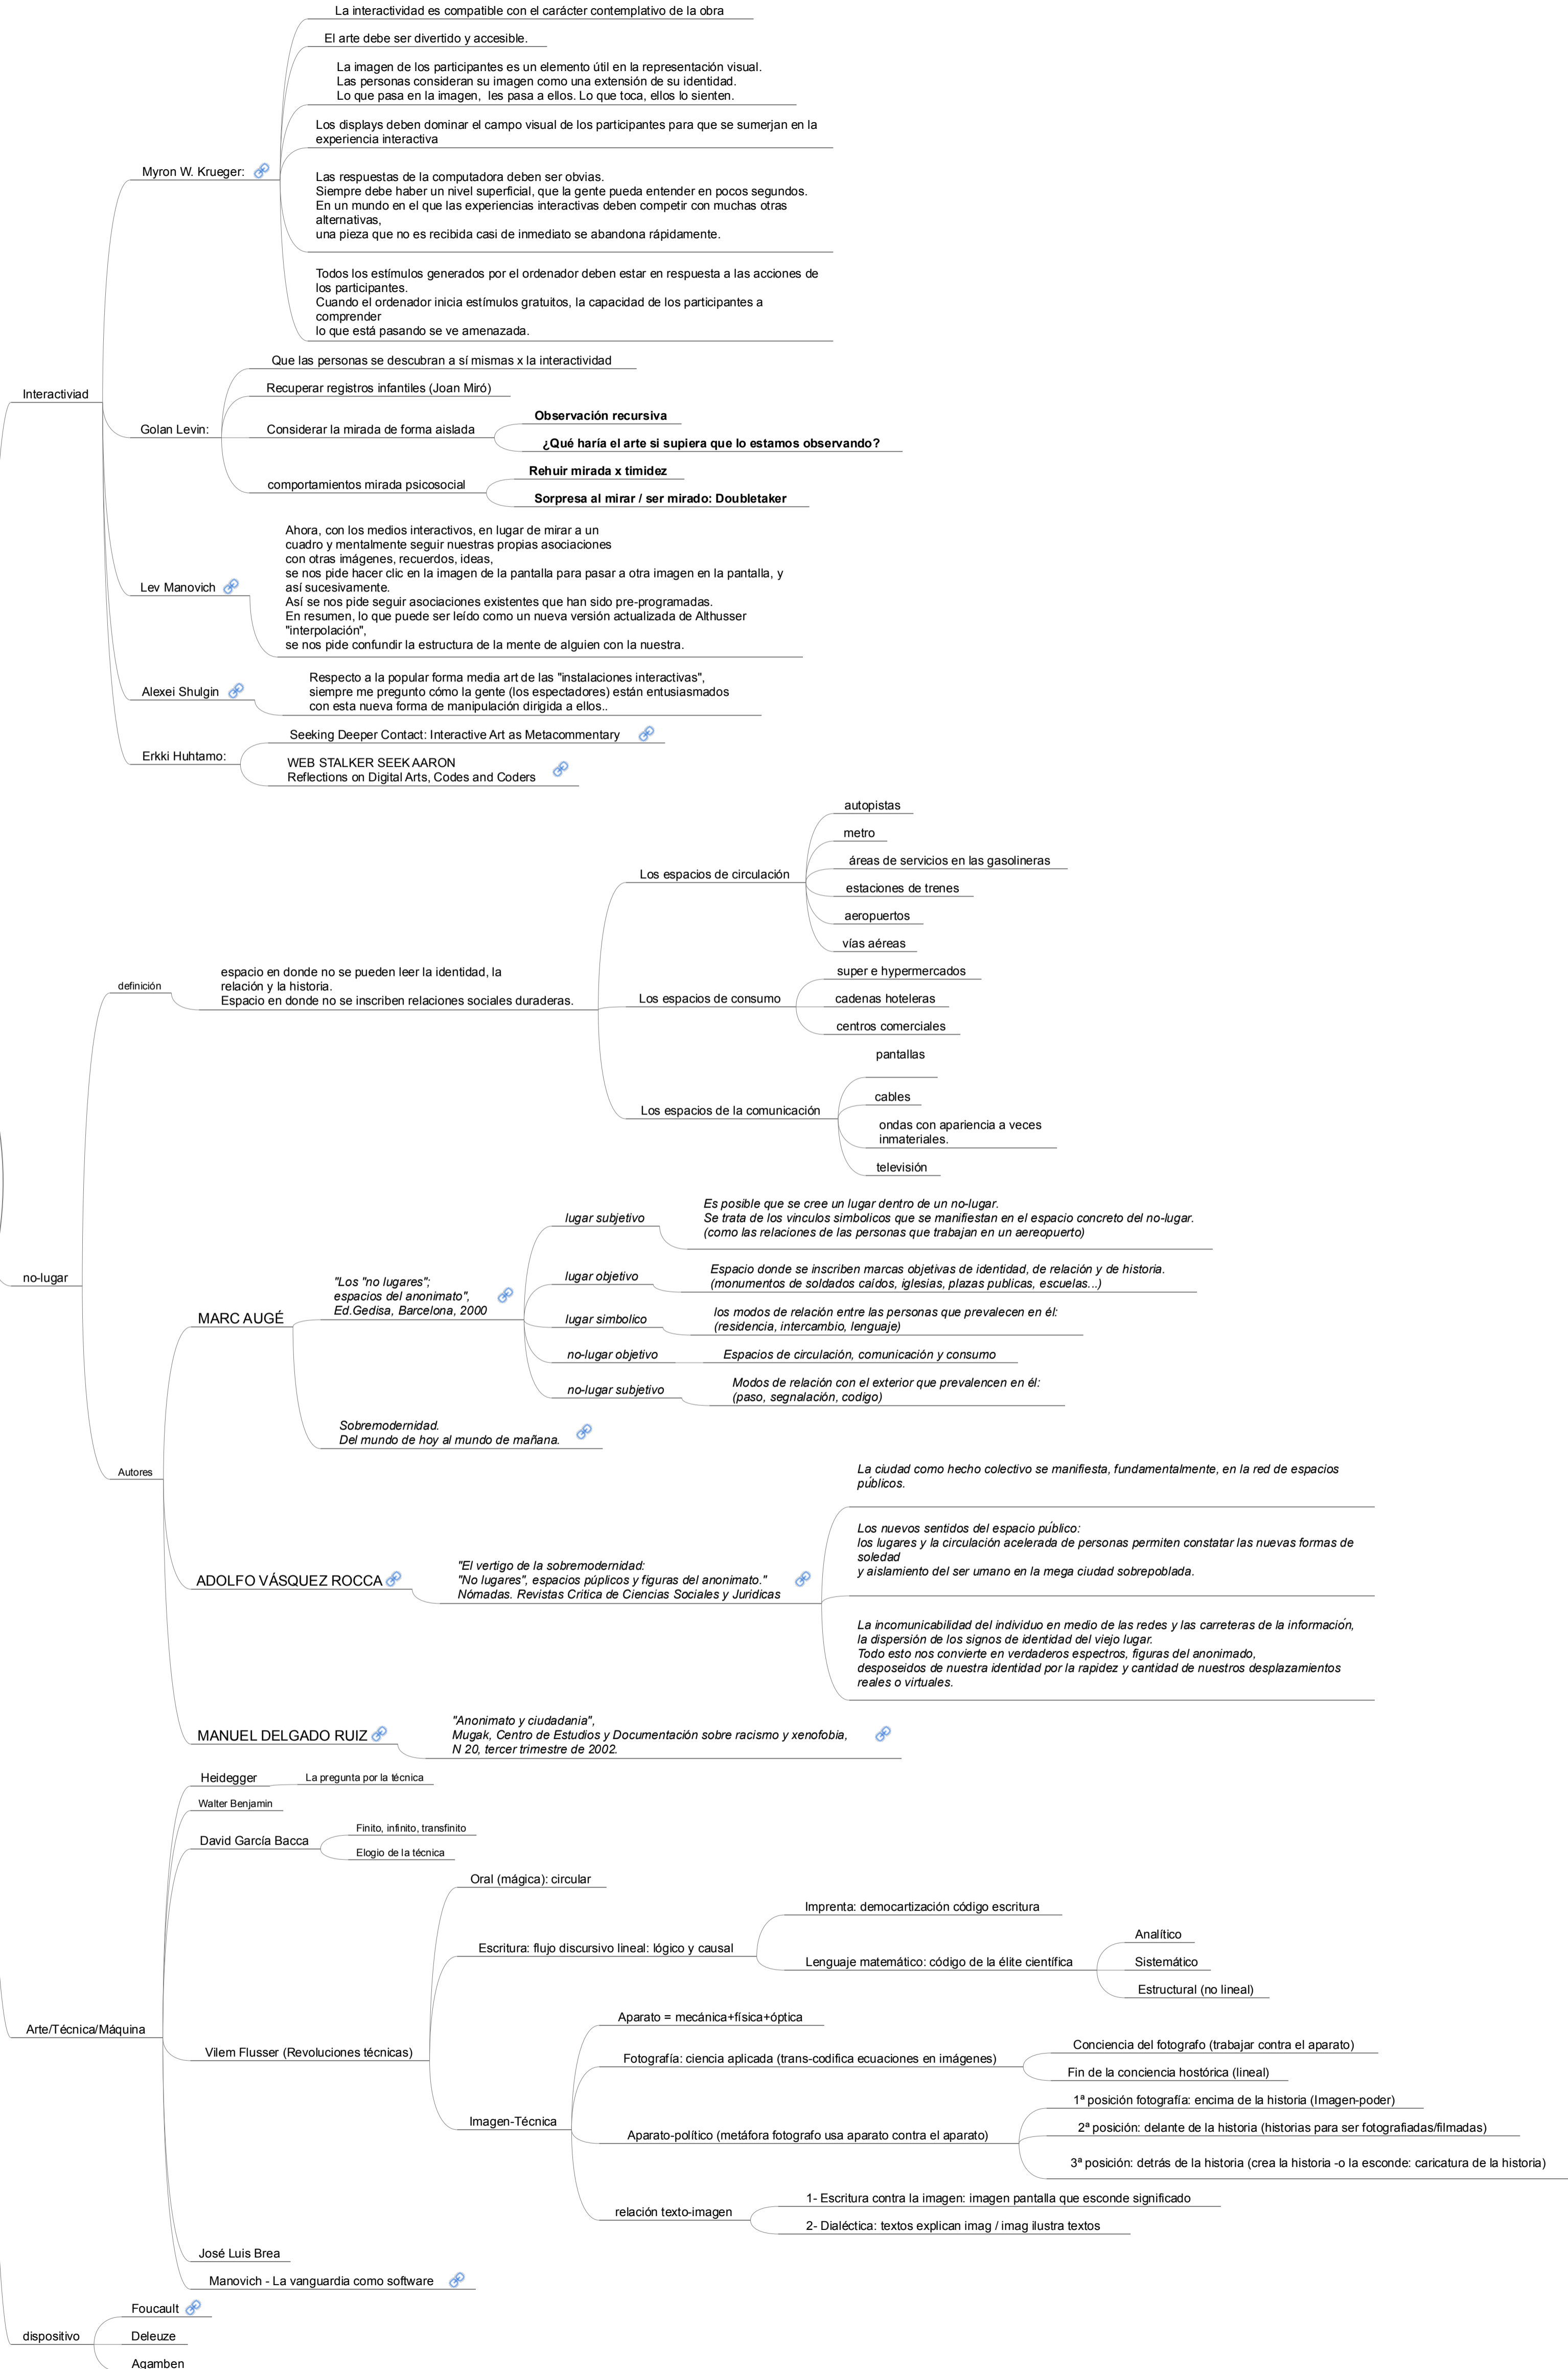 La interactividad es compatible con el carácter contemplativo de la obra
El arte debe ser divertido y accesible.
La imagen de los participantes es un elemento útil en la representación visual.
Las personas consideran su imagen como una extensión de su identidad.
Lo que pasa en la imagen,  les pasa a ellos. Lo que toca, ellos lo sienten.
Los displays deben dominar el campo visual de los participantes para que se sumerjan en la
experiencia interactiva
Myron W. Krueger:
Las respuestas de la computadora deben ser obvias.
Siempre debe haber un nivel superficial, que la gente pueda entender en pocos segundos.
En un mundo en el que las experiencias interactivas deben competir con muchas otras
alternativas,
una pieza que no es recibida casi de inmediato se abandona rápidamente.
Todos los estímulos generados por el ordenador deben estar en respuesta a las acciones de
los participantes.
Cuando el ordenador inicia estímulos gratuitos, la capacidad de los participantes a
comprender
lo que está pasando se ve amenazada.
Interactiviad
Golan Levin:
Que las personas se descubran a sí mismas x la interactividad
Recuperar registros infantiles (Joan Miró)
Considerar la mirada de forma aislada
Observación recursiva
¿Qué haría el arte si supiera que lo estamos observando?
comportamientos mirada psicosocial
Rehuir mirada x timidez
Sorpresa al mirar / ser mirado: Doubletaker
Lev Manovich
Ahora, con los medios interactivos, en lugar de mirar a un
cuadro y mentalmente seguir nuestras propias asociaciones
con otras imágenes, recuerdos, ideas,
se nos pide hacer clic en la imagen de la pantalla para pasar a otra imagen en la pantalla, y
así sucesivamente.
Así se nos pide seguir asociaciones existentes que han sido pre-programadas.
En resumen, lo que puede ser leído como un nueva versión actualizada de Althusser
"interpolación",
se nos pide confundir la estructura de la mente de alguien con la nuestra.
Alexei Shulgin
Respecto a la popular forma media art de las "instalaciones interactivas",
siempre me pregunto cómo la gente (los espectadores) están entusiasmados
con esta nueva forma de manipulación dirigida a ellos..
Erkki Huhtamo:
Seeking Deeper Contact: Interactive Art as Metacommentary
WEB STALKER SEEK AARON
Reflections on Digital Arts, Codes and Coders
no-lugar
definición
espacio en donde no se pueden leer la identidad, la
relación y la historia.
Espacio en donde no se inscriben relaciones sociales duraderas.
Los espacios de circulación
autopistas
metro
áreas de servicios en las gasolineras
estaciones de trenes
aeropuertos
vías aéreas
Los espacios de consumo
super e hypermercados
cadenas hoteleras
centros comerciales
Los espacios de la comunicación
pantallas
cables
ondas con apariencia a veces
inmateriales.
televisión
Autores
MARC AUGÉ
"Los "no lugares";
espacios del anonimato",
Ed.Gedisa, Barcelona, 2000
lugar subjetivo
Es posible que se cree un lugar dentro de un no-lugar.
Se trata de los vinculos simbolicos que se manifiestan en el espacio concreto del no-lugar.
(como las relaciones de las personas que trabajan en un aereopuerto)
lugar objetivo
Espacio donde se inscriben marcas objetivas de identidad, de relación y de historia.
(monumentos de soldados caídos, iglesias, plazas publicas, escuelas...)
lugar simbolico
los modos de relación entre las personas que prevalecen en él:
(residencia, intercambio, lenguaje)
no-lugar objetivo
Espacios de circulación, comunicación y consumo
no-lugar subjetivo
Modos de relación con el exterior que prevalencen en él:
(paso, segnalación, codigo)
Sobremodernidad.
Del mundo de hoy al mundo de mañana.
ADOLFO VÁSQUEZ ROCCA
"El vertigo de la sobremodernidad:
"No lugares", espacios púplicos y figuras del anonimato."
Nómadas. Revistas Critica de Ciencias Sociales y Juridicas
La ciudad como hecho colectivo se manifiesta, fundamentalmente, en la red de espacios
públicos.
Los nuevos sentidos del espacio público:
los lugares y la circulación acelerada de personas permiten constatar las nuevas formas de
soledad
y aislamiento del ser umano en la mega ciudad sobrepoblada.
La incomunicabilidad del individuo en medio de las redes y las carreteras de la información,
la dispersión de los signos de identidad del viejo lugar.
Todo esto nos convierte en verdaderos espectros, figuras del anonimado,
desposeidos de nuestra identidad por la rapidez y cantidad de nuestros desplazamientos
reales o virtuales.
MANUEL DELGADO RUIZ
"Anonimato y ciudadania",
Mugak, Centro de Estudios y Documentación sobre racismo y xenofobia,
N 20, tercer trimestre de 2002.
Arte/Técnica/Máquina
Heidegger
La pregunta por la técnica
Walter Benjamin
David García Bacca
Finito, infinito, transfinito
Elogio de la técnica
Vilem Flusser (Revoluciones técnicas)
Oral (mágica): circular
Escritura: flujo discursivo lineal: lógico y causal
Imprenta: democartización código escritura
Lenguaje matemático: código de la élite científica
Analítico
Sistemático
Estructural (no lineal)
Imagen-Técnica
Aparato = mecánica+física+óptica
Fotografía: ciencia aplicada (trans-codifica ecuaciones en imágenes)
Conciencia del fotografo (trabajar contra el aparato)
Fin de la conciencia hostórica (lineal)
Aparato-político (metáfora fotografo usa aparato contra el aparato)
1ª posición fotografía: encima de la historia (Imagen-poder)
2ª posición: delante de la historia (historias para ser fotografiadas/filmadas)
3ª posición: detrás de la historia (crea la historia -o la esconde: caricatura de la historia)
relación texto-imagen
1- Escritura contra la imagen: imagen pantalla que esconde significado
2- Dialéctica: textos explican imag / imag ilustra textos
José Luis Brea
Manovich - La vanguardia como software
dispositivo
Foucault
Deleuze
Agamben